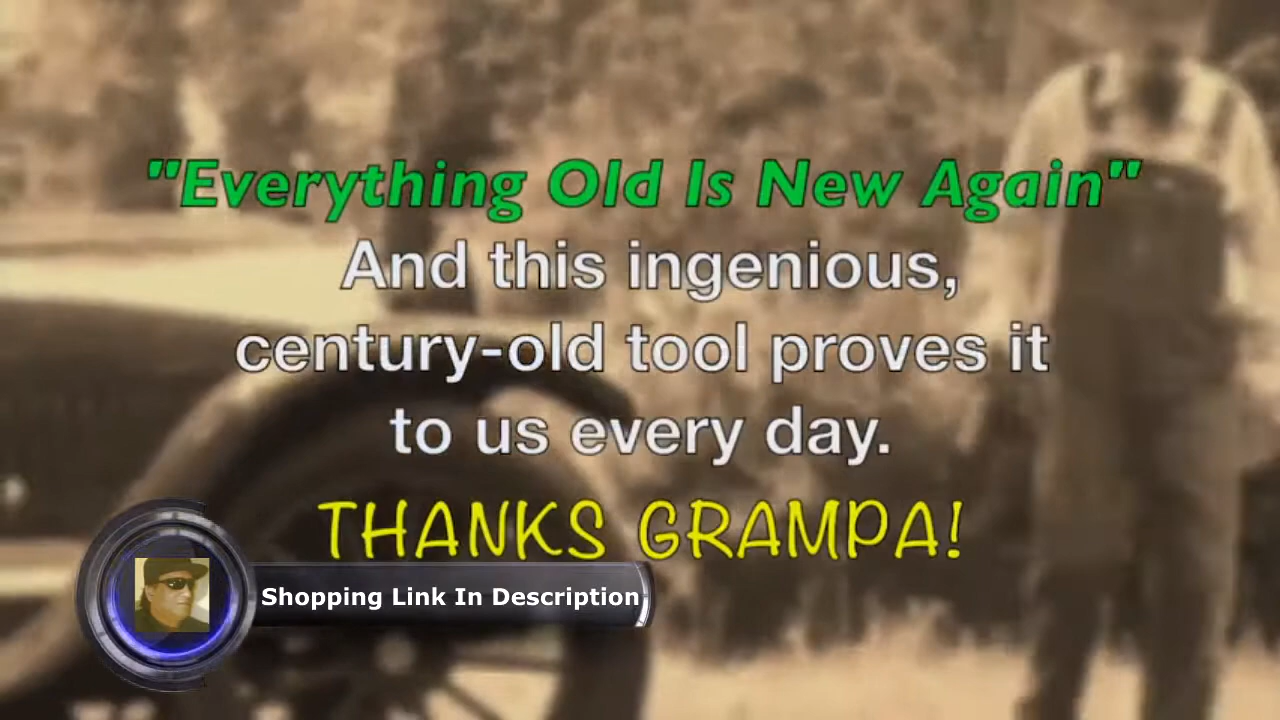 "Everything Old Is New Again"
And this ingenious,
century-old tool proves it
to us every day.
THANKS GRAMPA!
Shopping Link In Description